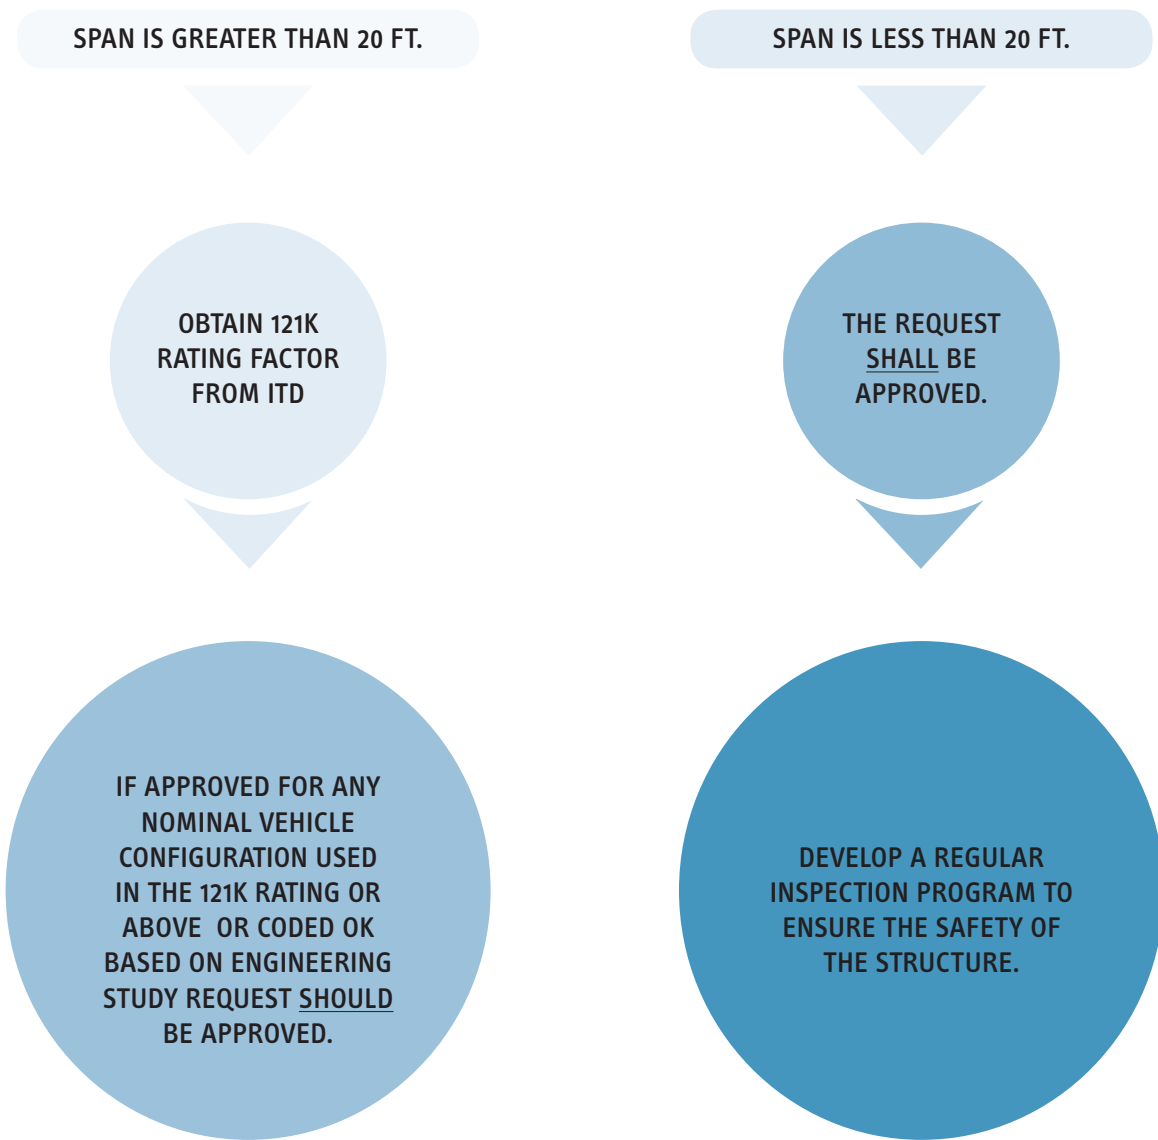 SPAN IS GREATER THAN 20 FT.
OBTAIN 121K
RATING FACTOR
FROM ITD
IF APPROVED FOR ANY
NOMINAL VEHICLE
CONFIGURATION USED
IN THE 121K RATING OR
ABOVE OR CODED OK
BASED ON ENGINEERING
STUDY REQUEST SHOULD
BE APPROVED.
SPAN IS LESS THAN 20 FT.
THE REQUEST
SHALL BE
APPROVED.
DEVELOP A REGULAR
INSPECTION PROGRAM TO
ENSURE THE SAFETY OF
THE STRUCTURE.